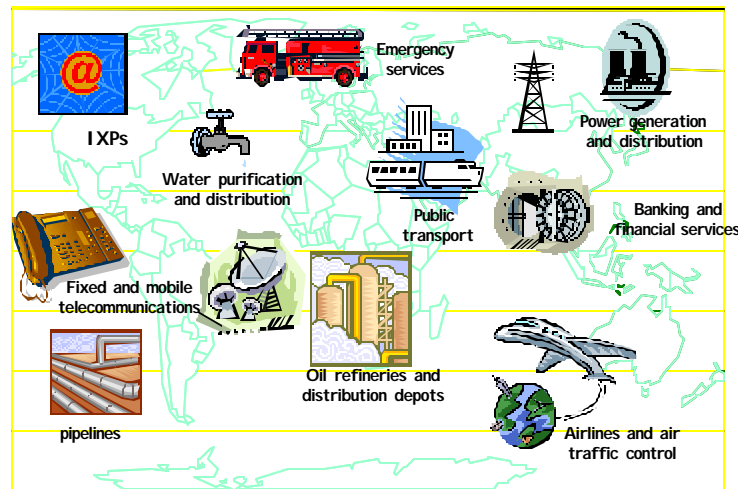 @
Emergency
services
IXPs
Power generation
and distribution
Water purification
and distribution
Public
transport
Banking and
financial services
Fixed and mobile
telecommunications
Oil refineries and
distribution depots
pipelines
Airlines and air
traffic control